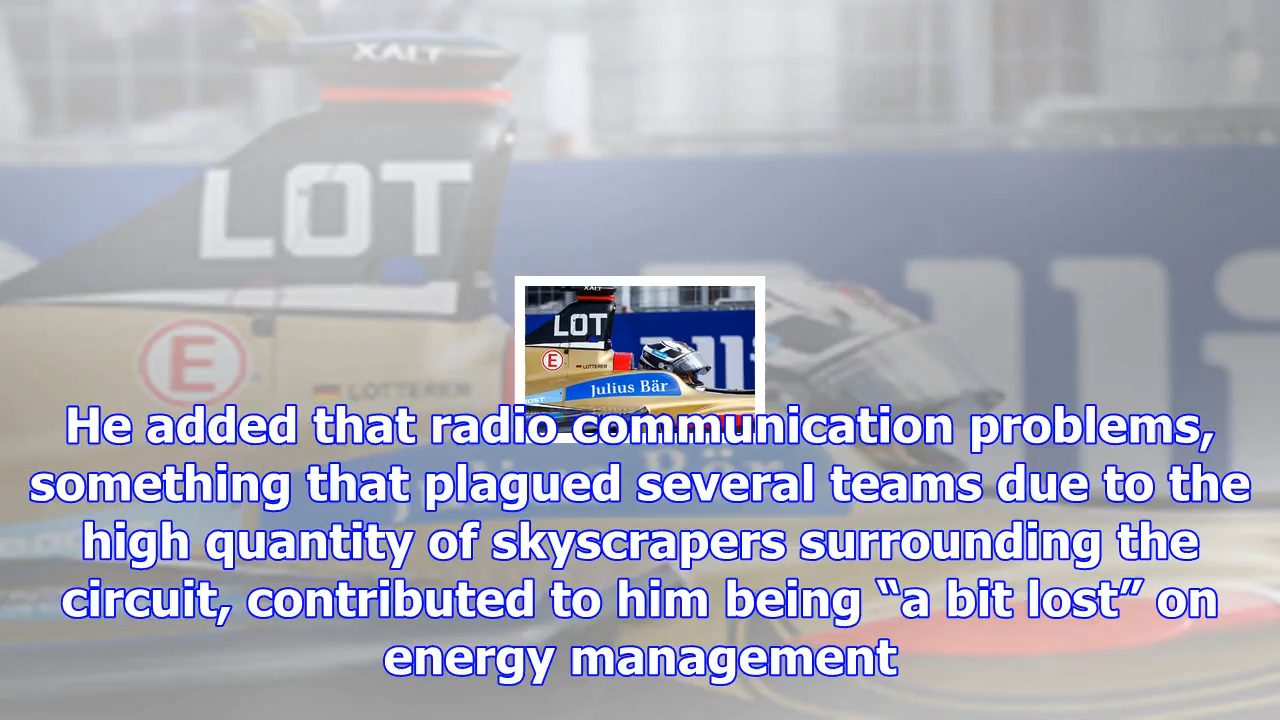 XALT
LOT
E
LOTTERER
XALT
LOT
E
LOTTERER
Julius Bär
He added that radio communication problems,
something that plagued several teams due to the
high quantity of skyscrapers surrounding the
circuit, contributed to him being “a bit lost” on
energy management